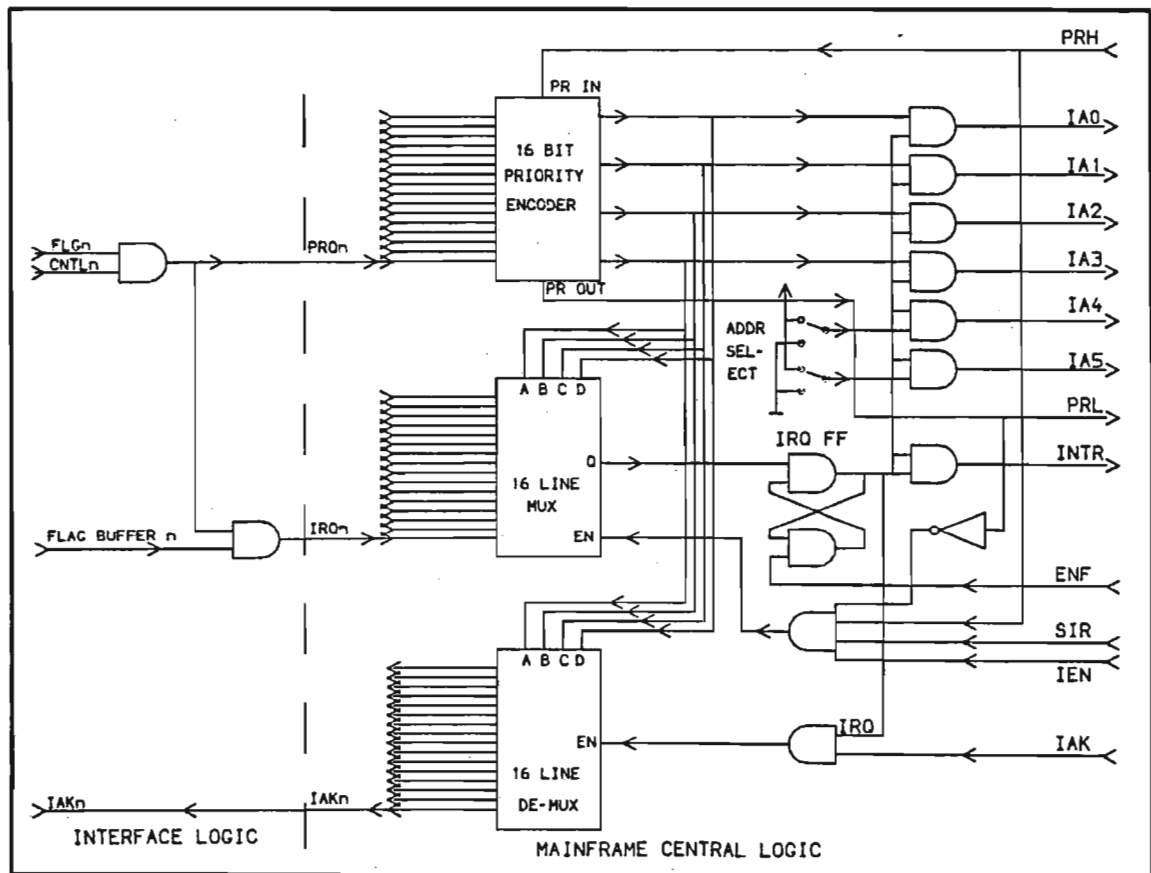 PRH
PR IN
16 BIT
PRIORITY
ENCODER
PR OUT
IA0
IA1
IA2
IA3
IA4
IA5
FLGn
CNTLn
PRQn
ADDR
SEL-
ECT
PRL
A B C D
IRQ FF
INTR
Q
16 LINE
MUX
EN
FLAG BUFFER n
IRQn
ENF
SIR
IEN
A B C D
IRQ
IAK
EN
16 LINE
DE-MUX
IAKn
IAKn
INTERFACE LOGIC
MAINFRAME CENTRAL LOGIC